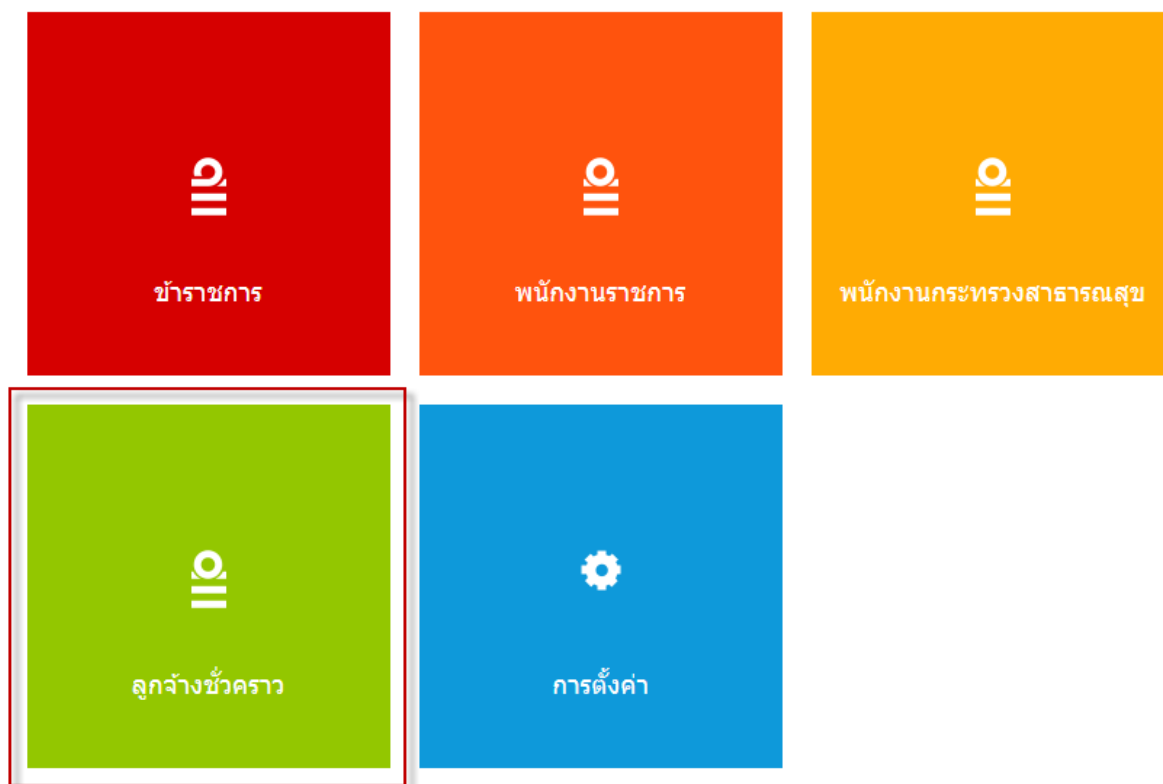 ข้าราชการ
พนักงานราชการ
พนักงานกระทรวงสาธารณสุข
ลูกจ้างชั่วคราว
การตั้งค่า